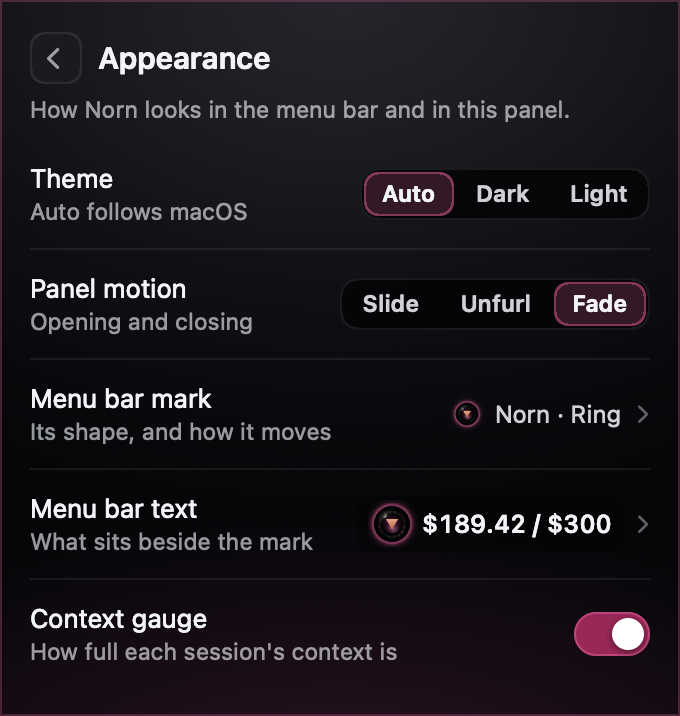 Appearance
How Norn looks in the menu bar and in this panel.
Theme
Auto follows macOS
Auto Dark Light
Panel motion
Opening and closing
Slide Unfurl Fade
Menu bar mark
Its shape, and how it moves
Norn · Ring
Menu bar text
What sits beside the mark
$189.42 / $300
Context gauge
How full each session's context is